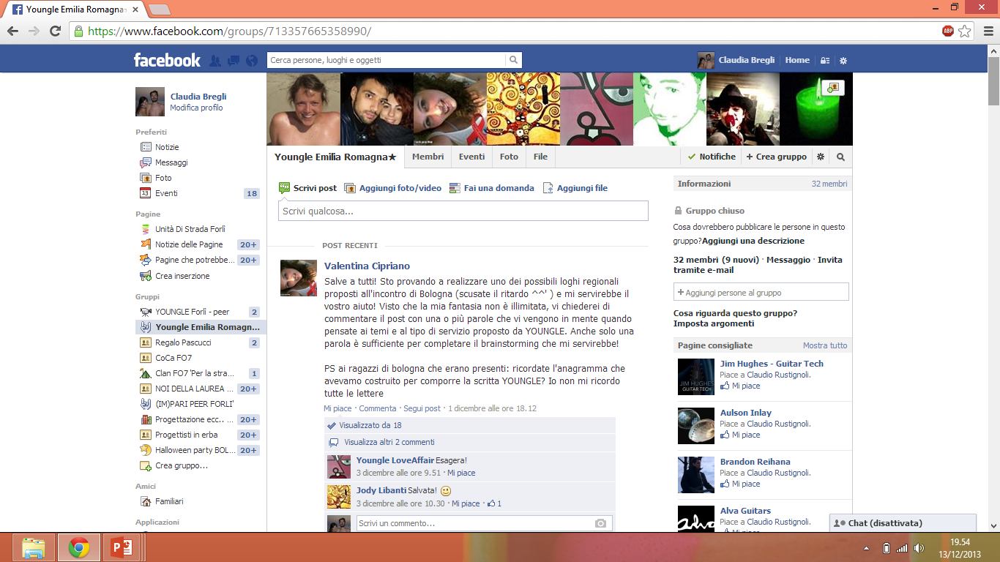 Youngle Emilia Romagna★
https://www.facebook.com/groups/713357665358990/
ABP
facebook
Cerca persone, luoghi e oggetti
Claudia Bregli
Home
Claudia Bregli
Modifica profilo
Preferiti
Notizie
Messaggi
Foto
Eventi 18
Pagine
Unità Di Strada Forlì
Notizie delle Pagine 20+
Pagine che potrebbe... 20+
Crea inserzione
Gruppi
YOUNGLE Forlì - peer 2
Youngle Emilia Romagn...
Regalo Pascucci 2
CoCa FO7
Clan FO7 'Per la stra... 1
NOI DELLA LAUREA ... 20+
(IM)PARI PEER FORLI'
Progettazione ecc.. ... 20+
Progettisti in erba 20+
Halloween party BOL... 20+
Crea gruppo...
Amici
Familiari
Applicazioni
Youngle Emilia Romagna★ Membri Eventi Foto File
Notifiche + Crea gruppo
Scrivi post Aggiungi foto/video Fai una domanda Aggiungi file
Scrivi qualcosa...
POST RECENTI
Valentina Cipriano
Salve a tutti! Sto provando a realizzare uno dei possibili loghi regionali
proposti all'incontro di Bologna (scusate il ritardo ^^' ) e mi servirebbe il
vostro aiuto! Visto che la mia fantasia non è illimitata, vi chiederei di
commentare il post con una o più parole che vi vengono in mente quando
pensate ai temi e al tipo di servizio proposto da YOUNGLE. Anche solo una
parola è sufficiente per completare il brainstorming che mi servirebbe!
PS ai ragazzi di bologna che erano presenti: ricordate l'anagramma che
avevamo costruito per comporre la scritta YOUNGLE? Io non mi ricordo
tutte le lettere
Mi piace · Commenta · Segui post · 1 dicembre alle ore 18.12
Visualizzato da 18
Visualizza altri 2 commenti
Youngle LoveAffair Esagera!
3 dicembre alle ore 9.51 · Mi piace
Jody Libanti Salvata!
3 dicembre alle ore 10.30 · Mi piace · 1
Scrivi un commento...
Informazioni 32 membri
Gruppo chiuso
Cosa dovrebbero pubblicare le persone in questo
gruppo?Aggiungi una descrizione
32 membri (9 nuovi) · Messaggio · Invita
tramite e-mail
+ Aggiungi persone al gruppo
Cosa riguarda questo gruppo?
Imposta argomenti
Pagine consigliate Mostra tutto
JIM HUGHES
GUITAR TECH
Jim Hughes - Guitar Tech
Piace a Claudio Rustignoli.
Mi piace
Aulson Inlay
Piace a Claudio Rustignoli.
Mi piace
Brandon Reihana
Piace a Claudio Rustignoli.
Mi piace
Alva Guitars
Piace a Claudio Rustignoli.
Mi piace
Chat (disattivata)
19.54
13/12/2013